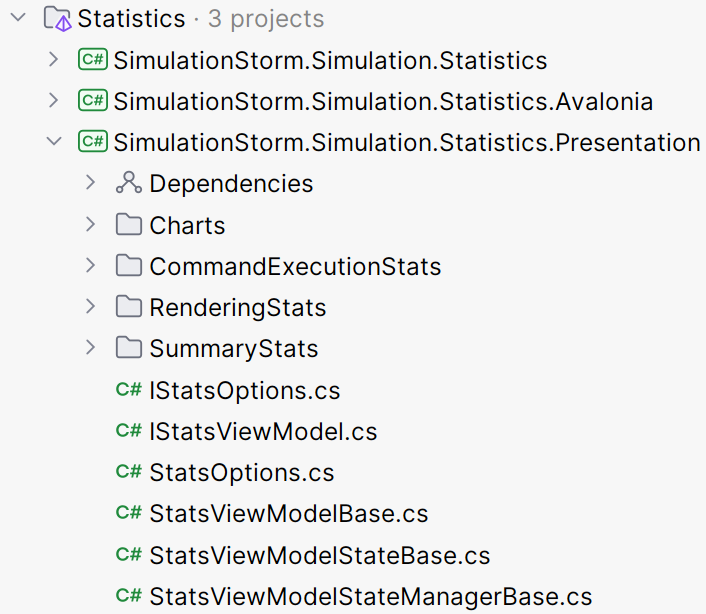 Statistics · 3 projects
C# SimulationStorm.Simulation.Statistics
C# SimulationStorm.Simulation.Statistics.Avalonia
C# SimulationStorm.Simulation.Statistics.Presentation
Dependencies
Charts
CommandExecutionStats
RenderingStats
SummaryStats
C# IStatsOptions.cs
C# IStatsViewModel.cs
C# StatsOptions.cs
C# StatsViewModelBase.cs
C# StatsViewModelStateBase.cs
C# StatsViewModelStateManagerBase.cs